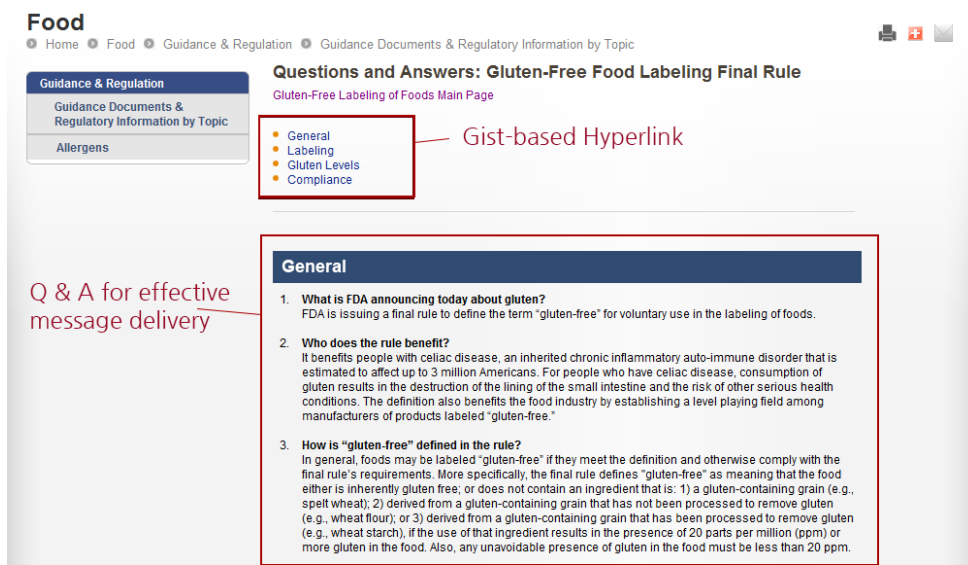 Food
Home Food Guidance & Regulation Guidance Documents & Regulatory Information by Topic
Guidance & Regulation
Guidance Documents &
Regulatory Information by Topic
Allergens
Questions and Answers: Gluten-Free Food Labeling Final Rule
Gluten-Free Labeling of Foods Main Page
General
Labeling
Gluten Levels
Compliance
Gist-based Hyperlink
Q & A for effective
message delivery
General
1. What is FDA announcing today about gluten?
FDA is issuing a final rule to define the term "gluten-free" for voluntary use in the labeling of foods.
2. Who does the rule benefit?
It benefits people with celiac disease, an inherited chronic inflammatory auto-immune disorder that is
estimated to affect up to 3 million Americans. For people who have celiac disease, consumption of
gluten results in the destruction of the lining of the small intestine and the risk of other serious health
conditions. The definition also benefits the food industry by establishing a level playing field among
manufacturers of products labeled "gluten-free."
3. How is "gluten-free" defined in the rule?
In general, foods may be labeled "gluten-free" if they meet the definition and otherwise comply with the
final rule's requirements. More specifically, the final rule defines "gluten-free" as meaning that the food
either is inherently gluten free; or does not contain an ingredient that is: 1) a gluten-containing grain (e.g.,
spelt wheat); 2) derived from a gluten-containing grain that has not been processed to remove gluten
(e.g., wheat flour); or 3) derived from a gluten-containing grain that has been processed to remove gluten
(e.g., wheat starch), if the use of that ingredient results in the presence of 20 parts per million (ppm) or
more gluten in the food. Also, any unavoidable presence of gluten in the food must be less than 20 ppm.